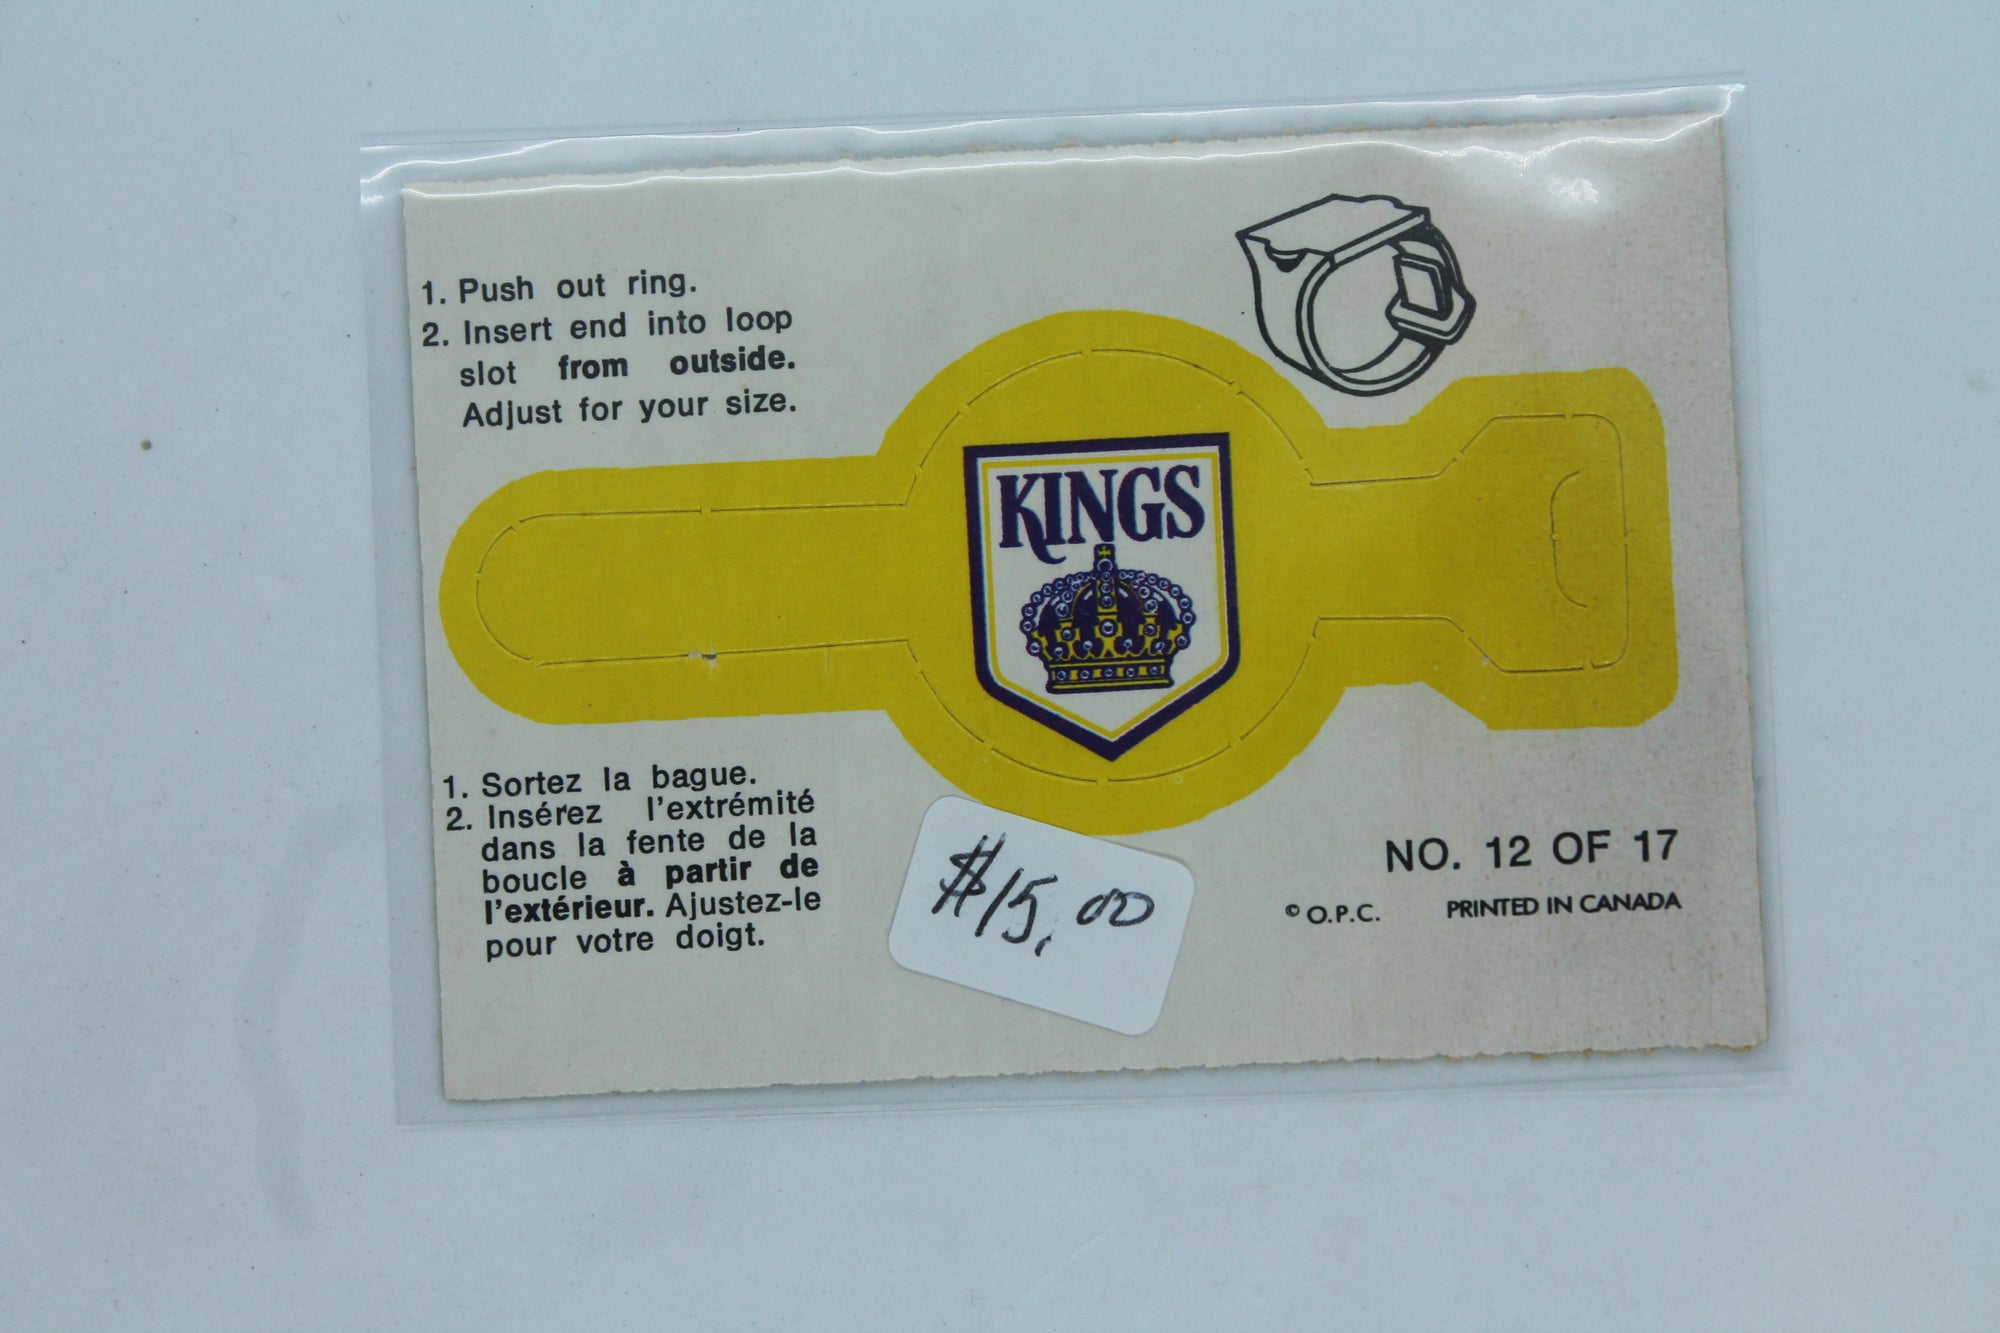 1. Push out ring.
2. Insert end into loop
slot from outside.
Adjust for your size.
KINGS
1. Sortez la bague.
2. Insérez l'extrémité
dans la fente de la
boucle à partir de
l'extérieur. Ajustez-le
pour votre doigt.
$15.00
NO. 12 OF 17
© O.P.C. PRINTED IN CANADA